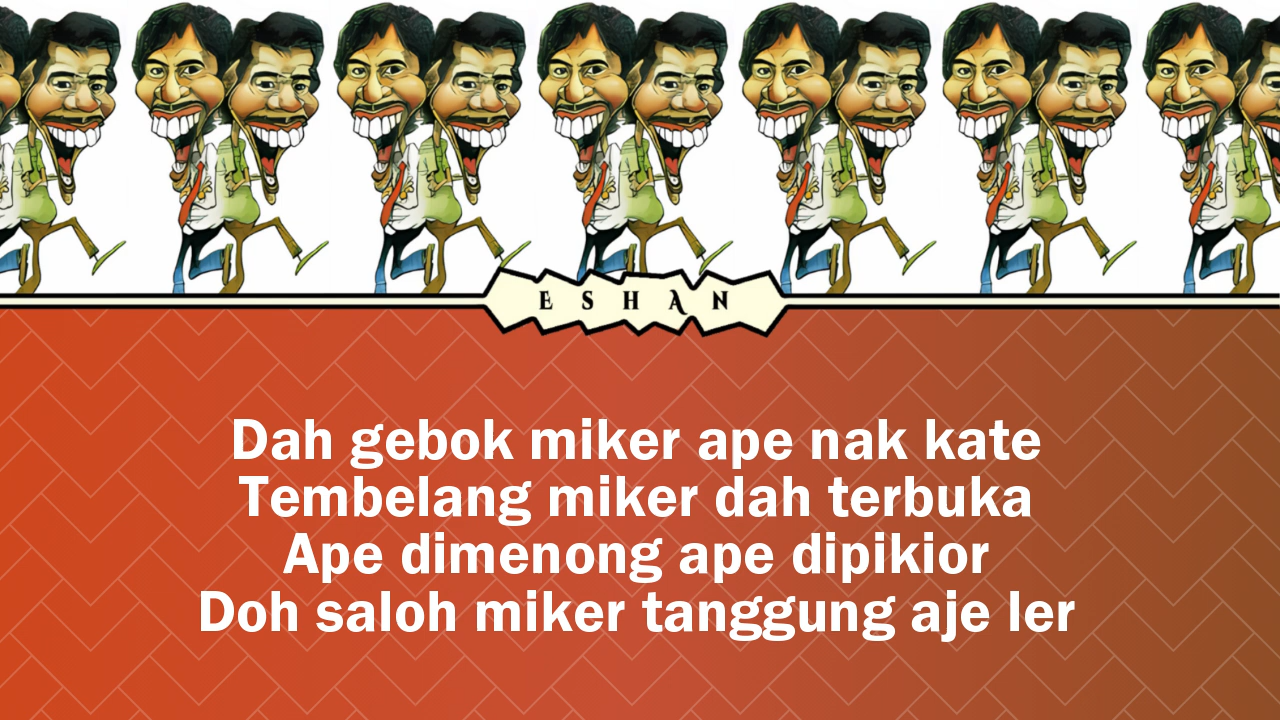 ESHAN
Dah gebok miker ape nak kate
Tembelang miker dah terbuka
Ape dimenong ape dipikior
Doh saloh miker tanggung aje ler